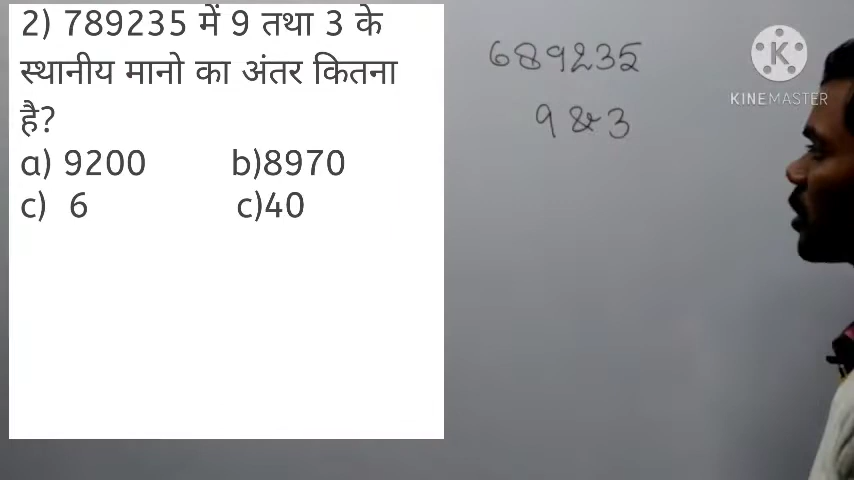 2) 789235 में 9 तथा 3 के
स्थानीय मानो का अंतर कितना
है?
a) 9200 b)8970
c) 6 c)40
689235
9 & 3
K
KINEMASTER